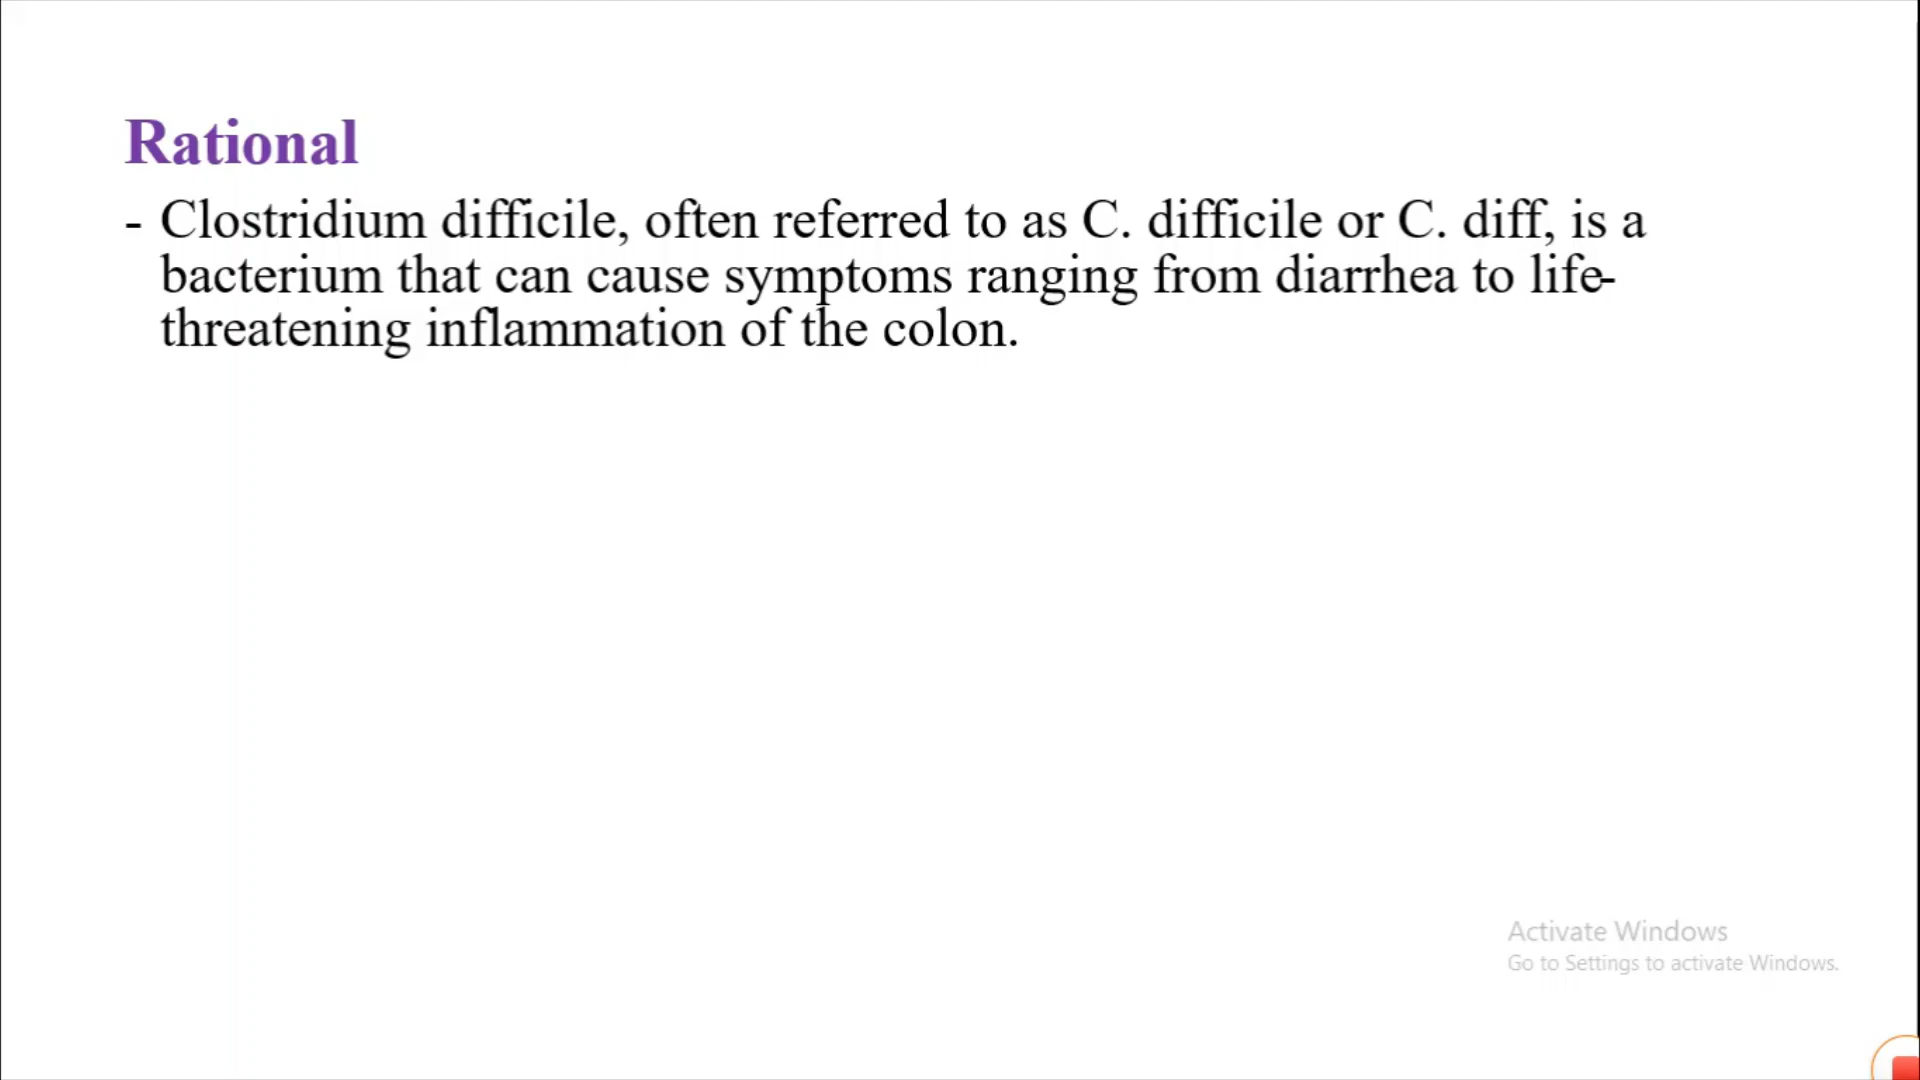 Rational
- Clostridium difficile, often referred to as C. difficile or C. diff, is a
bacterium that can cause symptoms ranging from diarrhea to life-
threatening inflammation of the colon.
Activate Windows
Go to Settings to activate Windows.